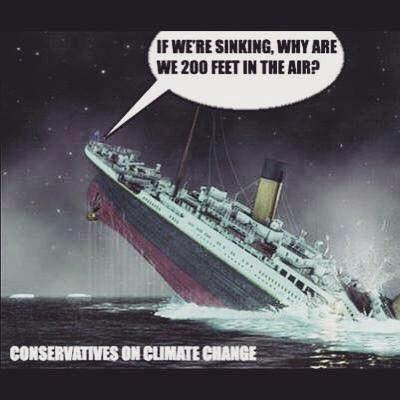 IF WE'RE SINKING, WHY ARE
WE 200 FEET IN THE AIR?
CONSERVATIVES ON CLIMATE CHANGE